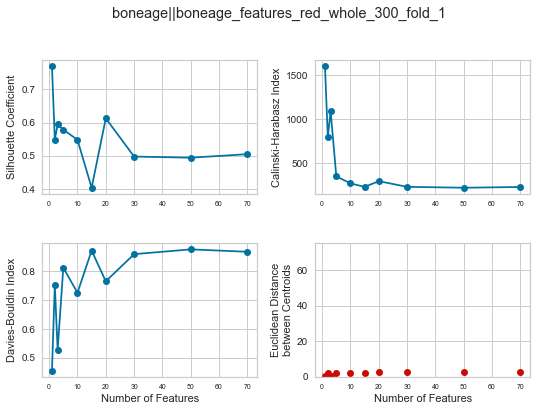 boneage||boneage_features_red_whole_300_fold_1
Silhouette Coefficient
0.7
0.6
0.5
0.4
0 10 20 30 40 50 60 70
Calinski-Harabasz Index
1500
1000
500
0 10 20 30 40 50 60 70
Davies-Bouldin Index
0.8
0.7
0.6
0.5
0 10 20 30 40 50 60 70
Number of Features
Euclidean Distance
between Centroids
60
40
20
0
0 10 20 30 40 50 60 70
Number of Features